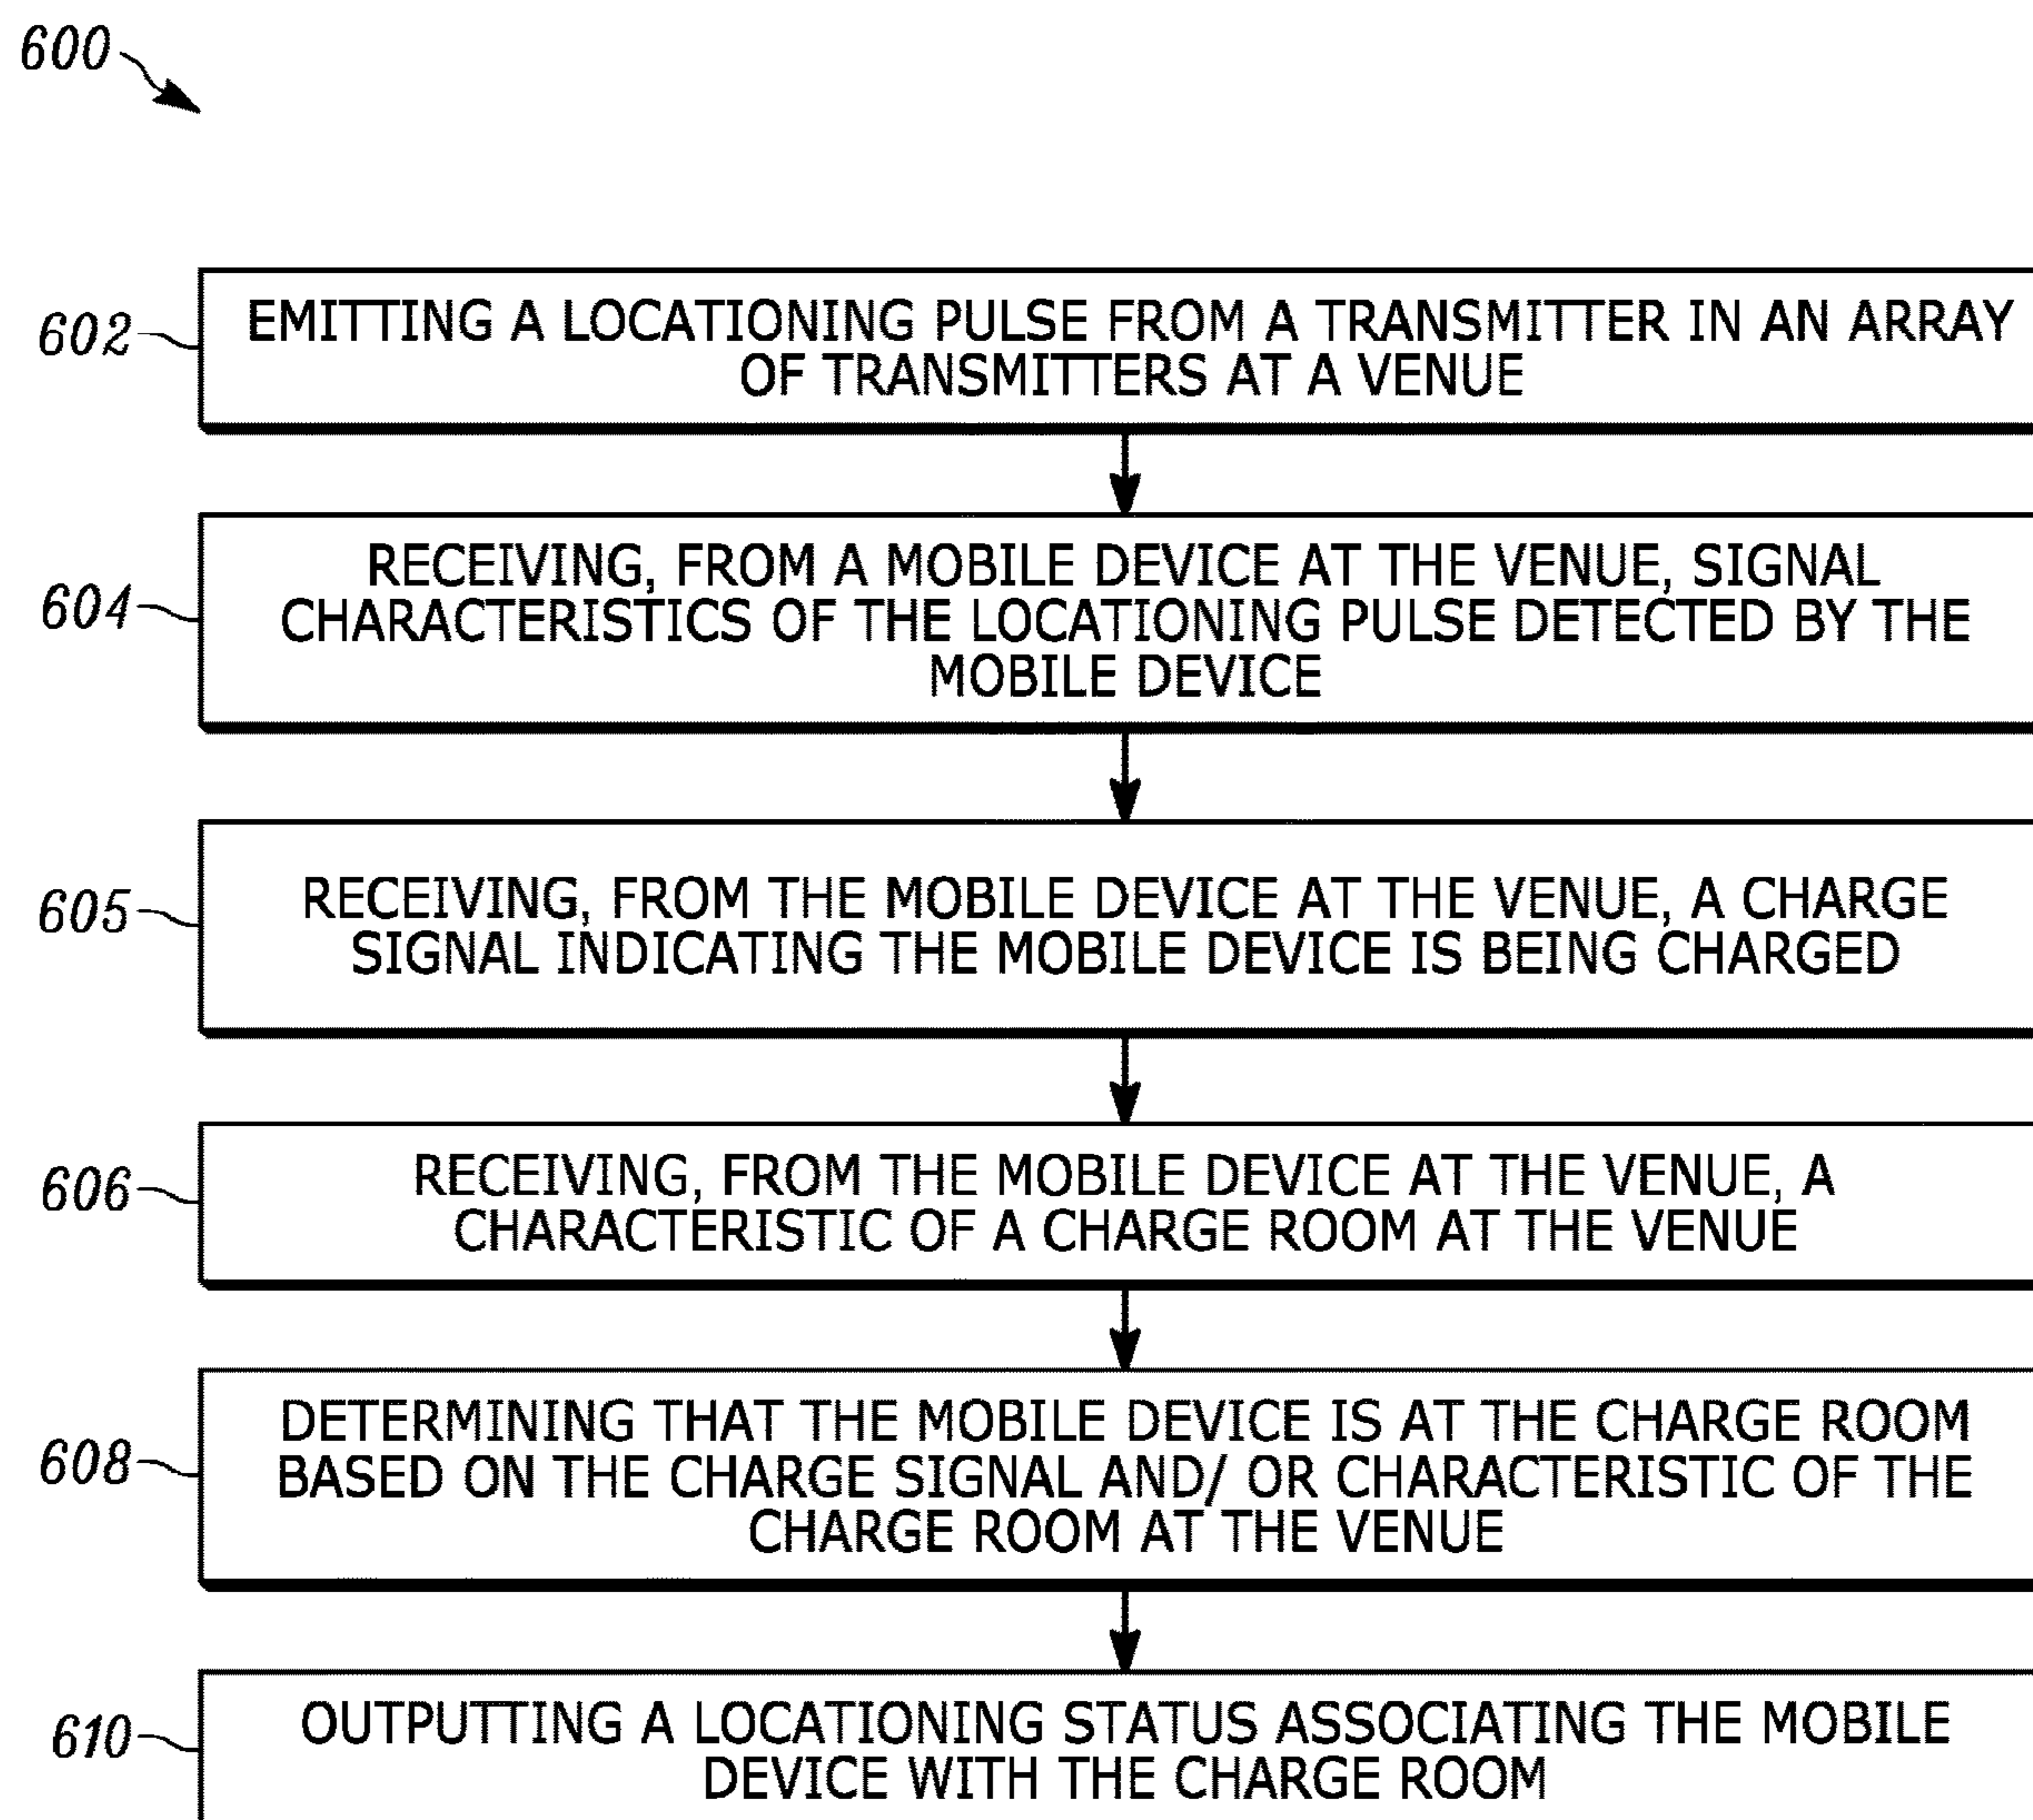 600
602
EMITTING A LOCATIONING PULSE FROM A TRANSMITTER IN AN ARRAY
OF TRANSMITTERS AT A VENUE
604
RECEIVING, FROM A MOBILE DEVICE AT THE VENUE, SIGNAL
CHARACTERISTICS OF THE LOCATIONING PULSE DETECTED BY THE
MOBILE DEVICE
605
RECEIVING, FROM THE MOBILE DEVICE AT THE VENUE, A CHARGE
SIGNAL INDICATING THE MOBILE DEVICE IS BEING CHARGED
606
RECEIVING, FROM THE MOBILE DEVICE AT THE VENUE, A
CHARACTERISTIC OF A CHARGE ROOM AT THE VENUE
608
DETERMINING THAT THE MOBILE DEVICE IS AT THE CHARGE ROOM
BASED ON THE CHARGE SIGNAL AND/ OR CHARACTERISTIC OF THE
CHARGE ROOM AT THE VENUE
610
OUTPUTTING A LOCATIONING STATUS ASSOCIATING THE MOBILE
DEVICE WITH THE CHARGE ROOM